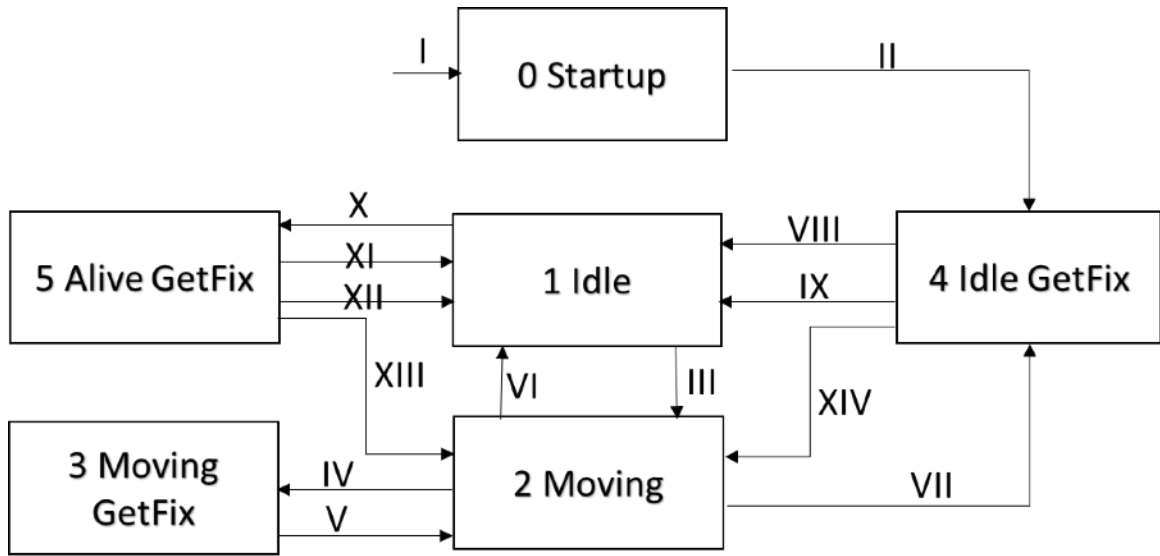 I
0 Startup
II
X
VIII
5 Alive GetFix
XI
1 Idle
IX
4 Idle GetFix
XII
XIII
VI
III
XIV
3 Moving
GetFix
IV
2 Moving
VII
V